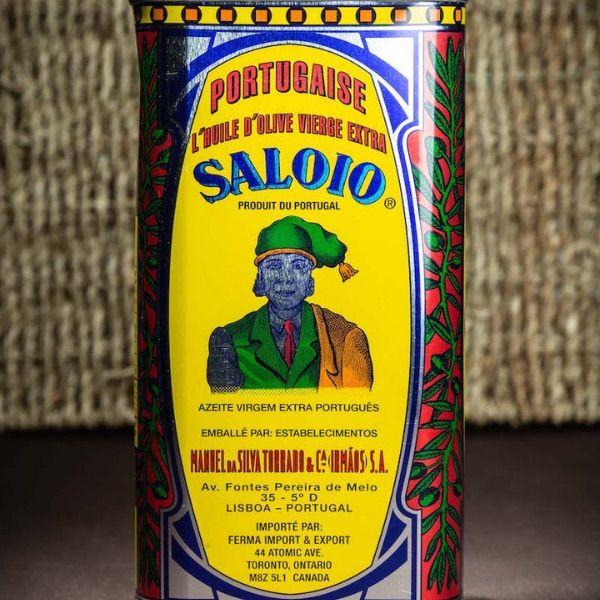 PORTUGAISE
L'HUILE D'OLIVE VIERGE EXTRA
SALOIO®
PRODUIT DU PORTUGAL
AZEITE VIRGEM EXTRA PORTUGUÊS
EMBALLÉ PAR: ESTABELECIMENTOS
MANUEL DA SILVA TORRADO & Cª (IRMÃOS) S.A.
Av. Fontes Pereira de Melo
35 - 5º D
LISBOA – PORTUGAL
IMPORTÉ PAR:
FERMA IMPORT & EXPORT
44 ATOMIC AVE.
TORONTO, ONTARIO
M8Z 5L1 CANADA